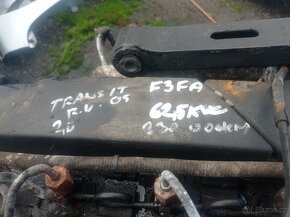 TRANSIT
R.V. 05
2,0
F3FA
62,5KW
230 000KM